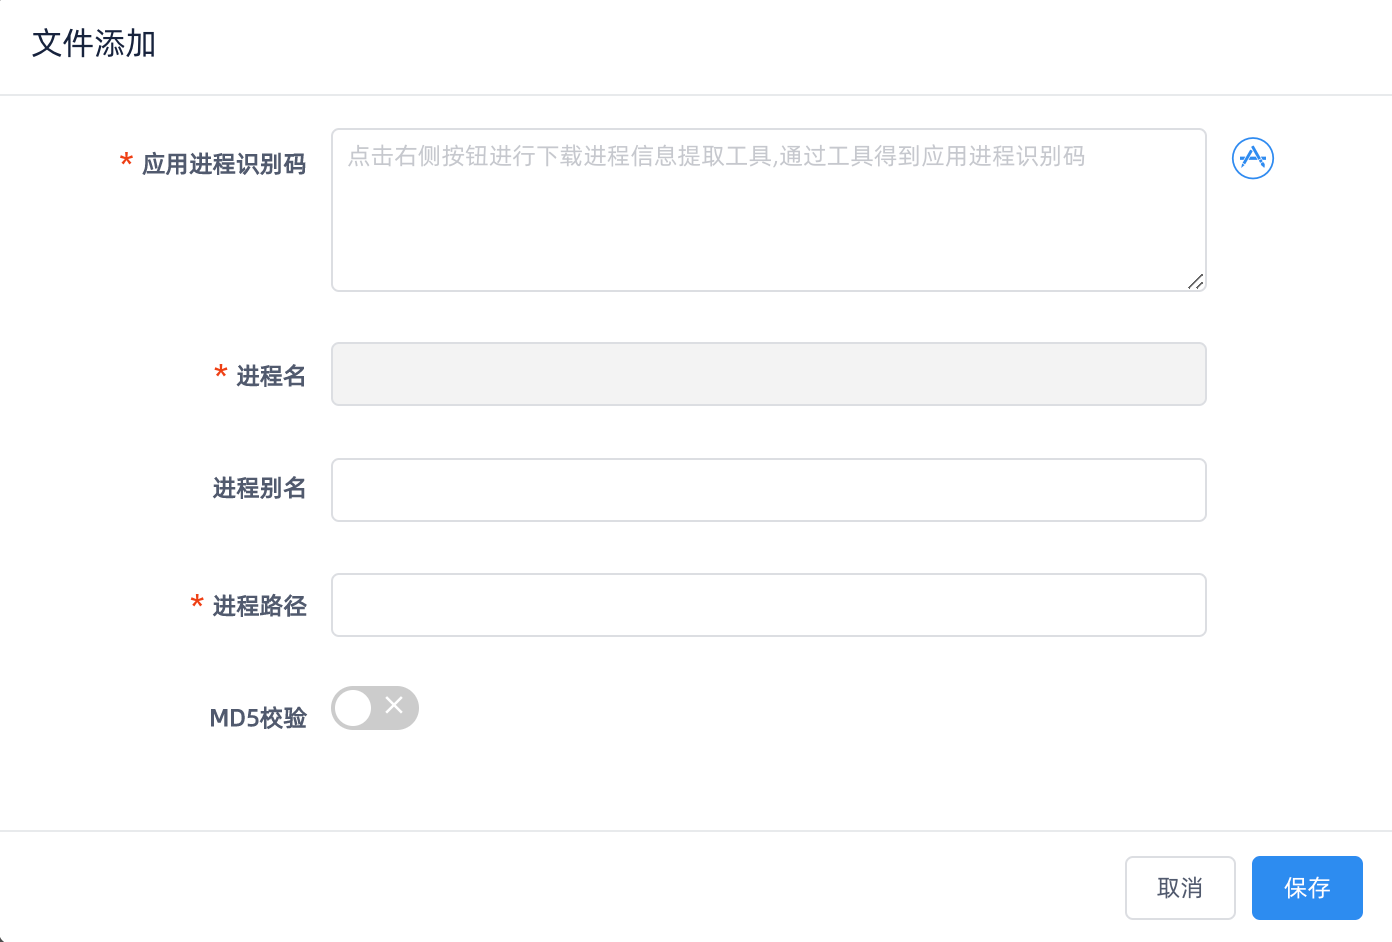 文件添加
* 应用进程识别码
点击右侧按钮进行下载进程信息提取工具,通过工具得到应用进程识别码
* 进程名
进程别名
* 进程路径
MD5校验
取消
保存